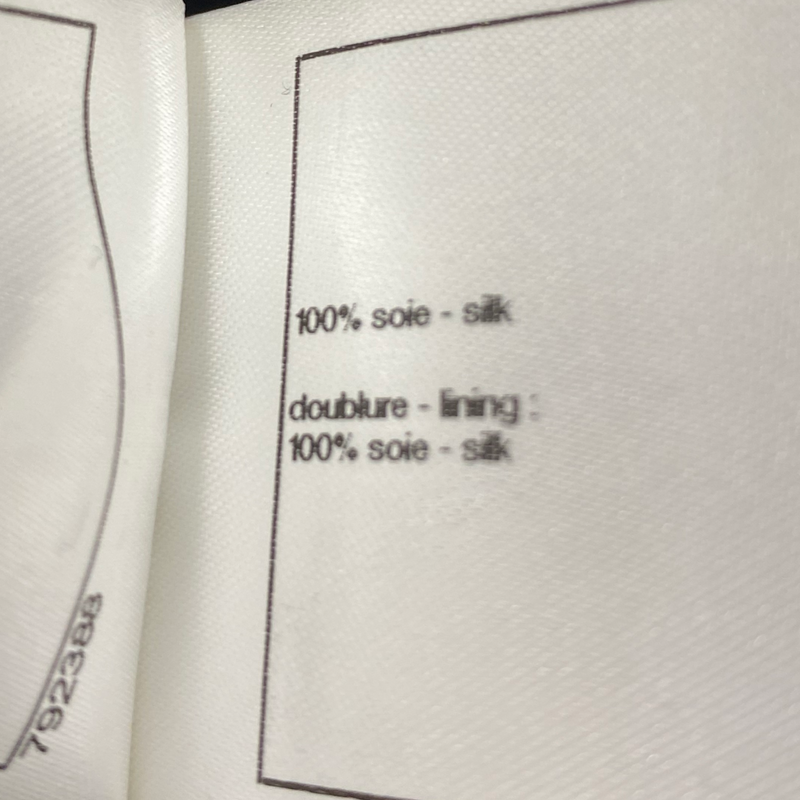 100% soie - silk
doublure - lining :
100% soie - silk
792388